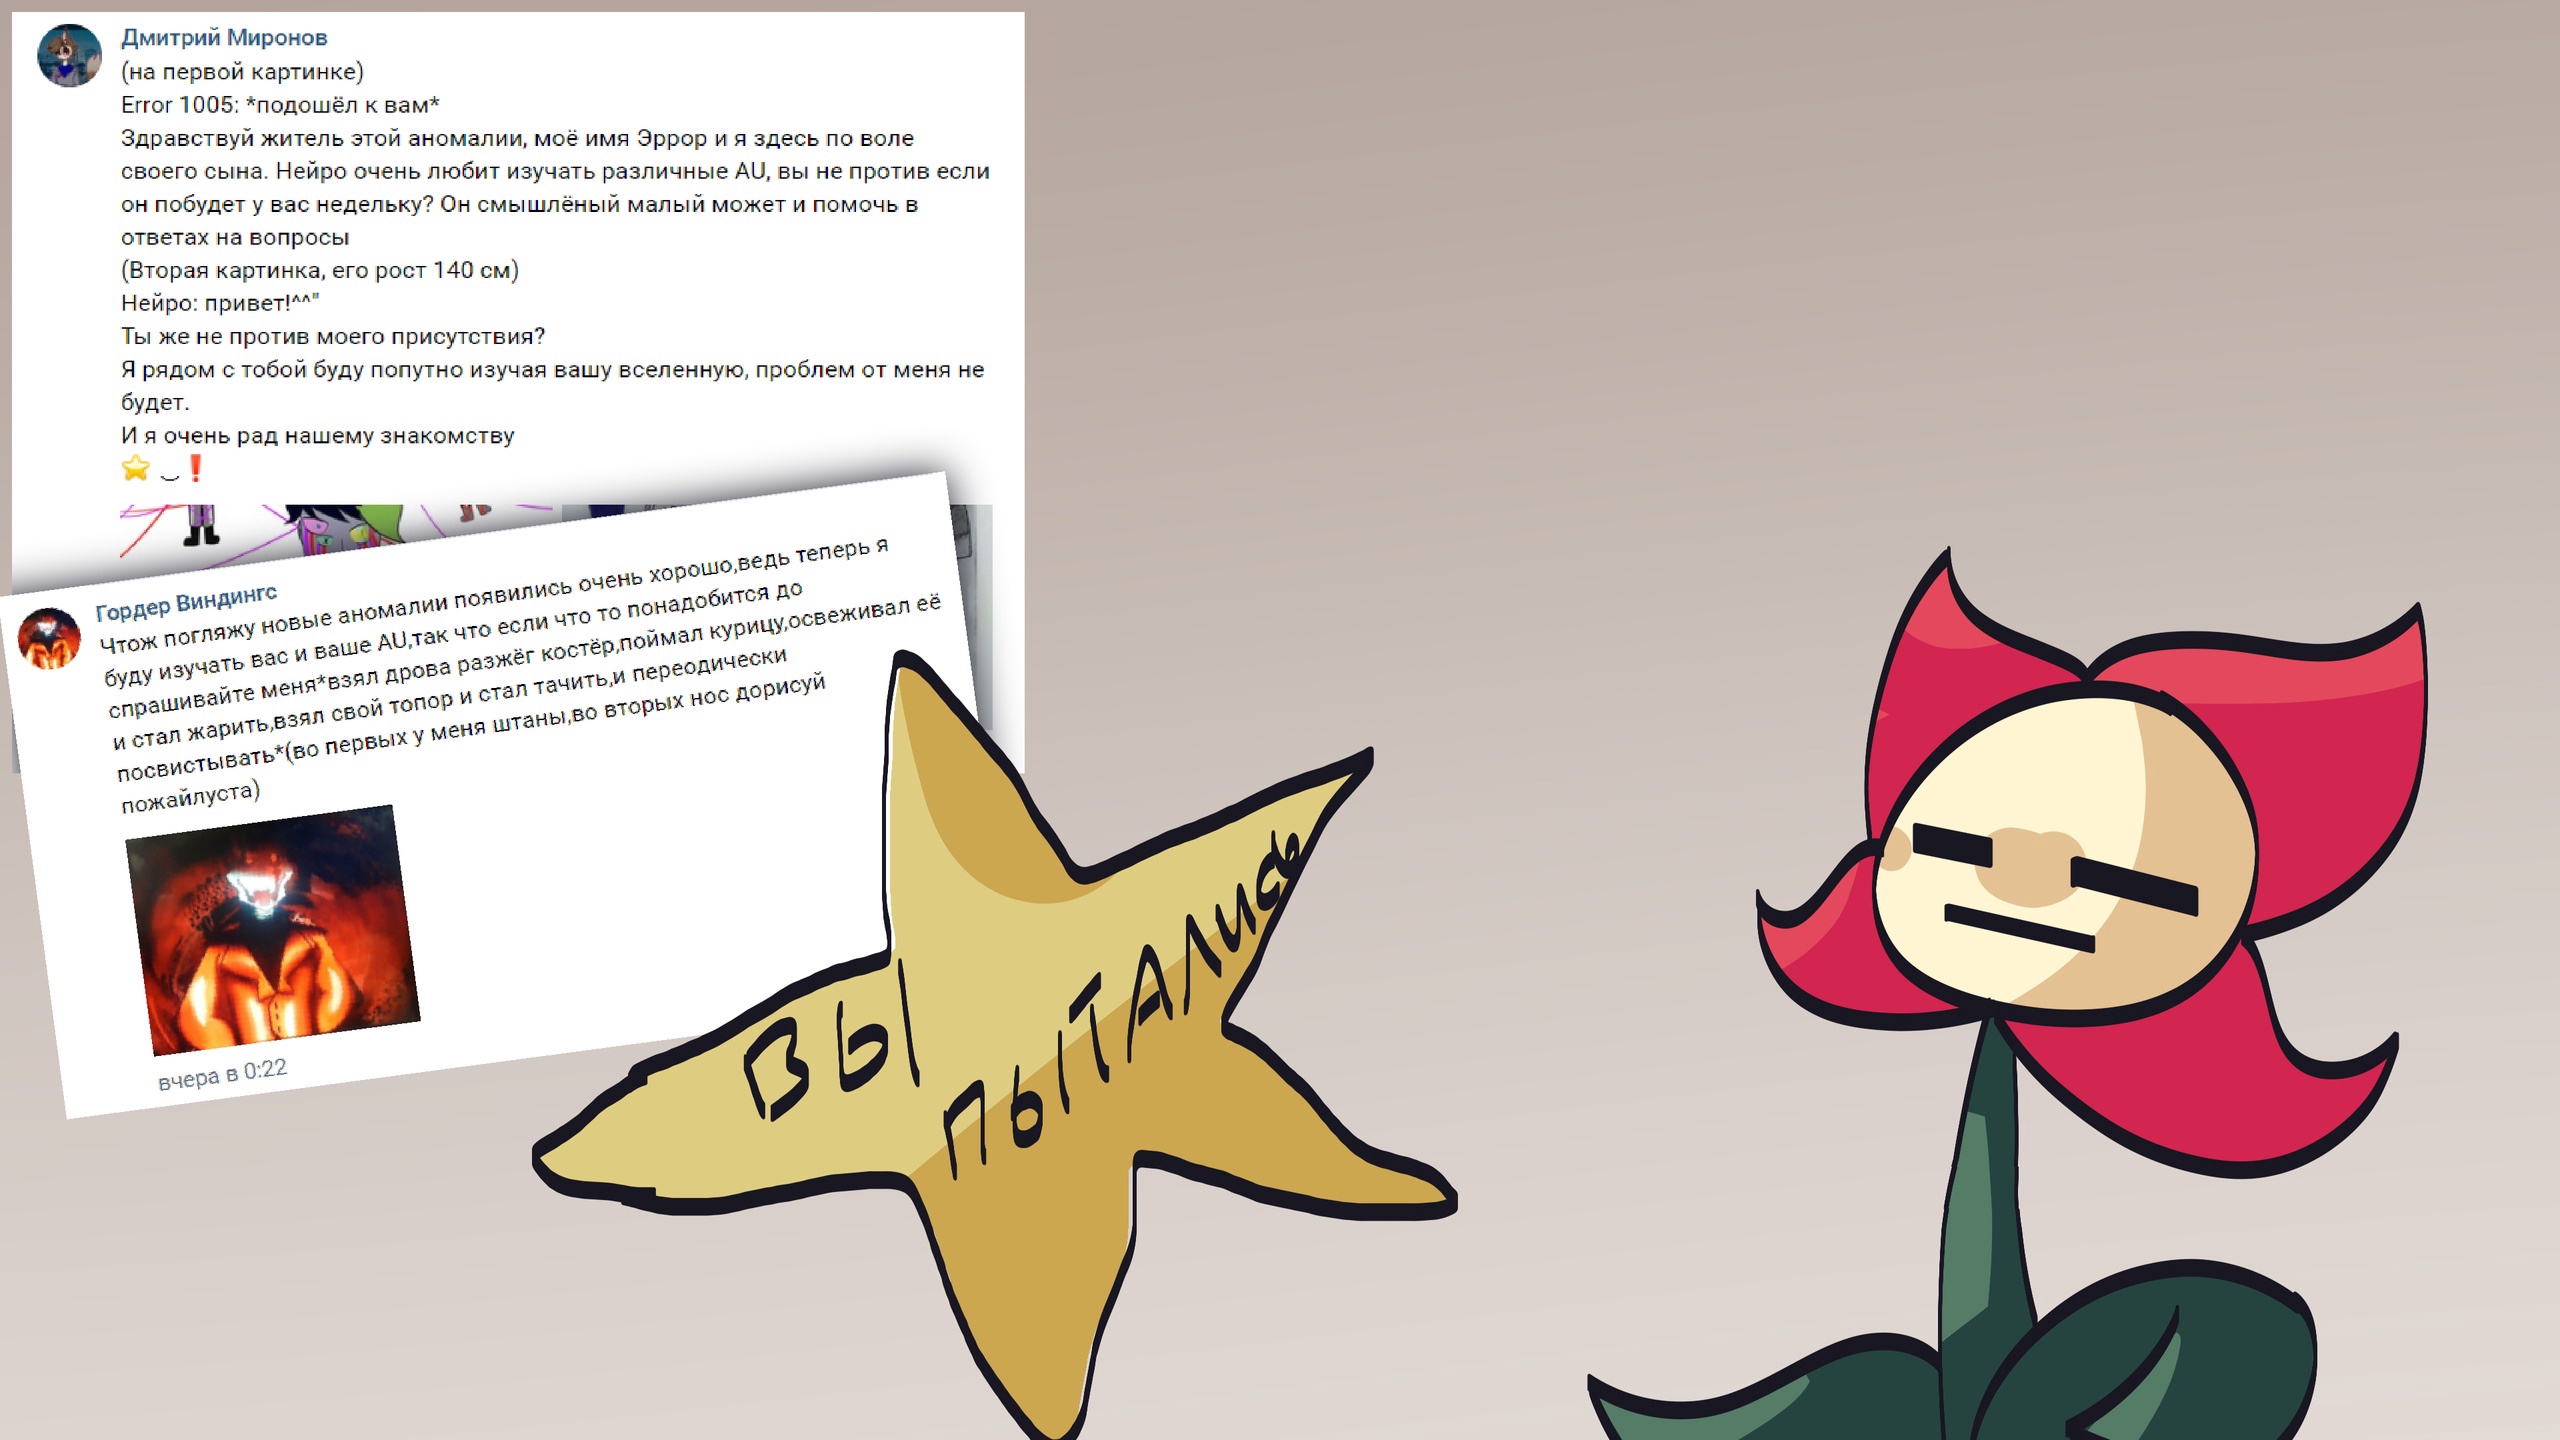 Дмитрий Миронов
(на первой картинке)
Error 1005: *подошёл к вам*
Здравствуй житель этой аномалии, моё имя Эррор и я здесь по воле
своего сына. Нейро очень любит изучать различные AU, вы не против если
он побудет у вас недельку? Он смышлёный малый может и помочь в
ответах на вопросы
(Вторая картинка, его рост 140 см)
Нейро: привет!^^"
Ты же не против моего присутствия?
Я рядом с тобой буду попутно изучая вашу вселенную, проблем от меня не
будет.
И я очень рад нашему знакомству
⭐ ‿❗
Гордер Виндингс
Чтож погляжу новые аномалии появились очень хорошо,ведь теперь я
буду изучать вас и ваше AU,так что если что то понадобится до
спрашивайте меня*взял дрова разжёг костёр,поймал курицу,освеживал её
и стал жарить,взял свой топор и стал тачить,и переодически
посвистывать*(во первых у меня штаны,во вторых нос дорисуй
пожайлуста)
вчера в 0:22
ВЫ
ПЫТАЛИСЬ